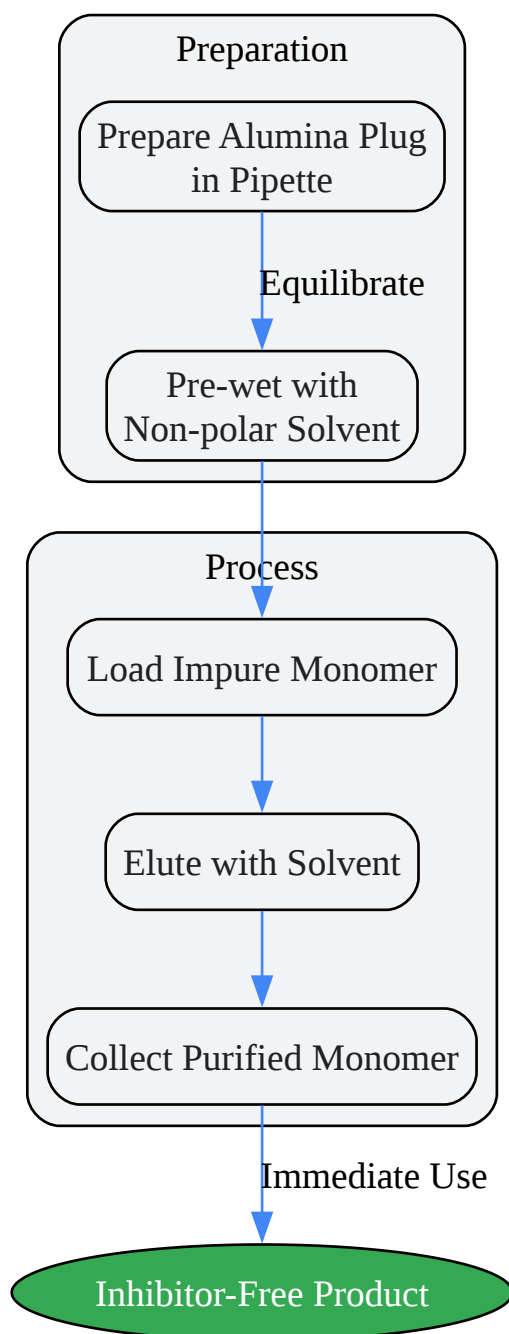 Preparation
Prepare Alumina Plug
in Pipette
Equilibrate
Pre-wet with
Non-polar Solvent
Process
Load Impure Monomer
Elute with Solvent
Collect Purified Monomer
Immediate Use
Inhibitor-Free Product